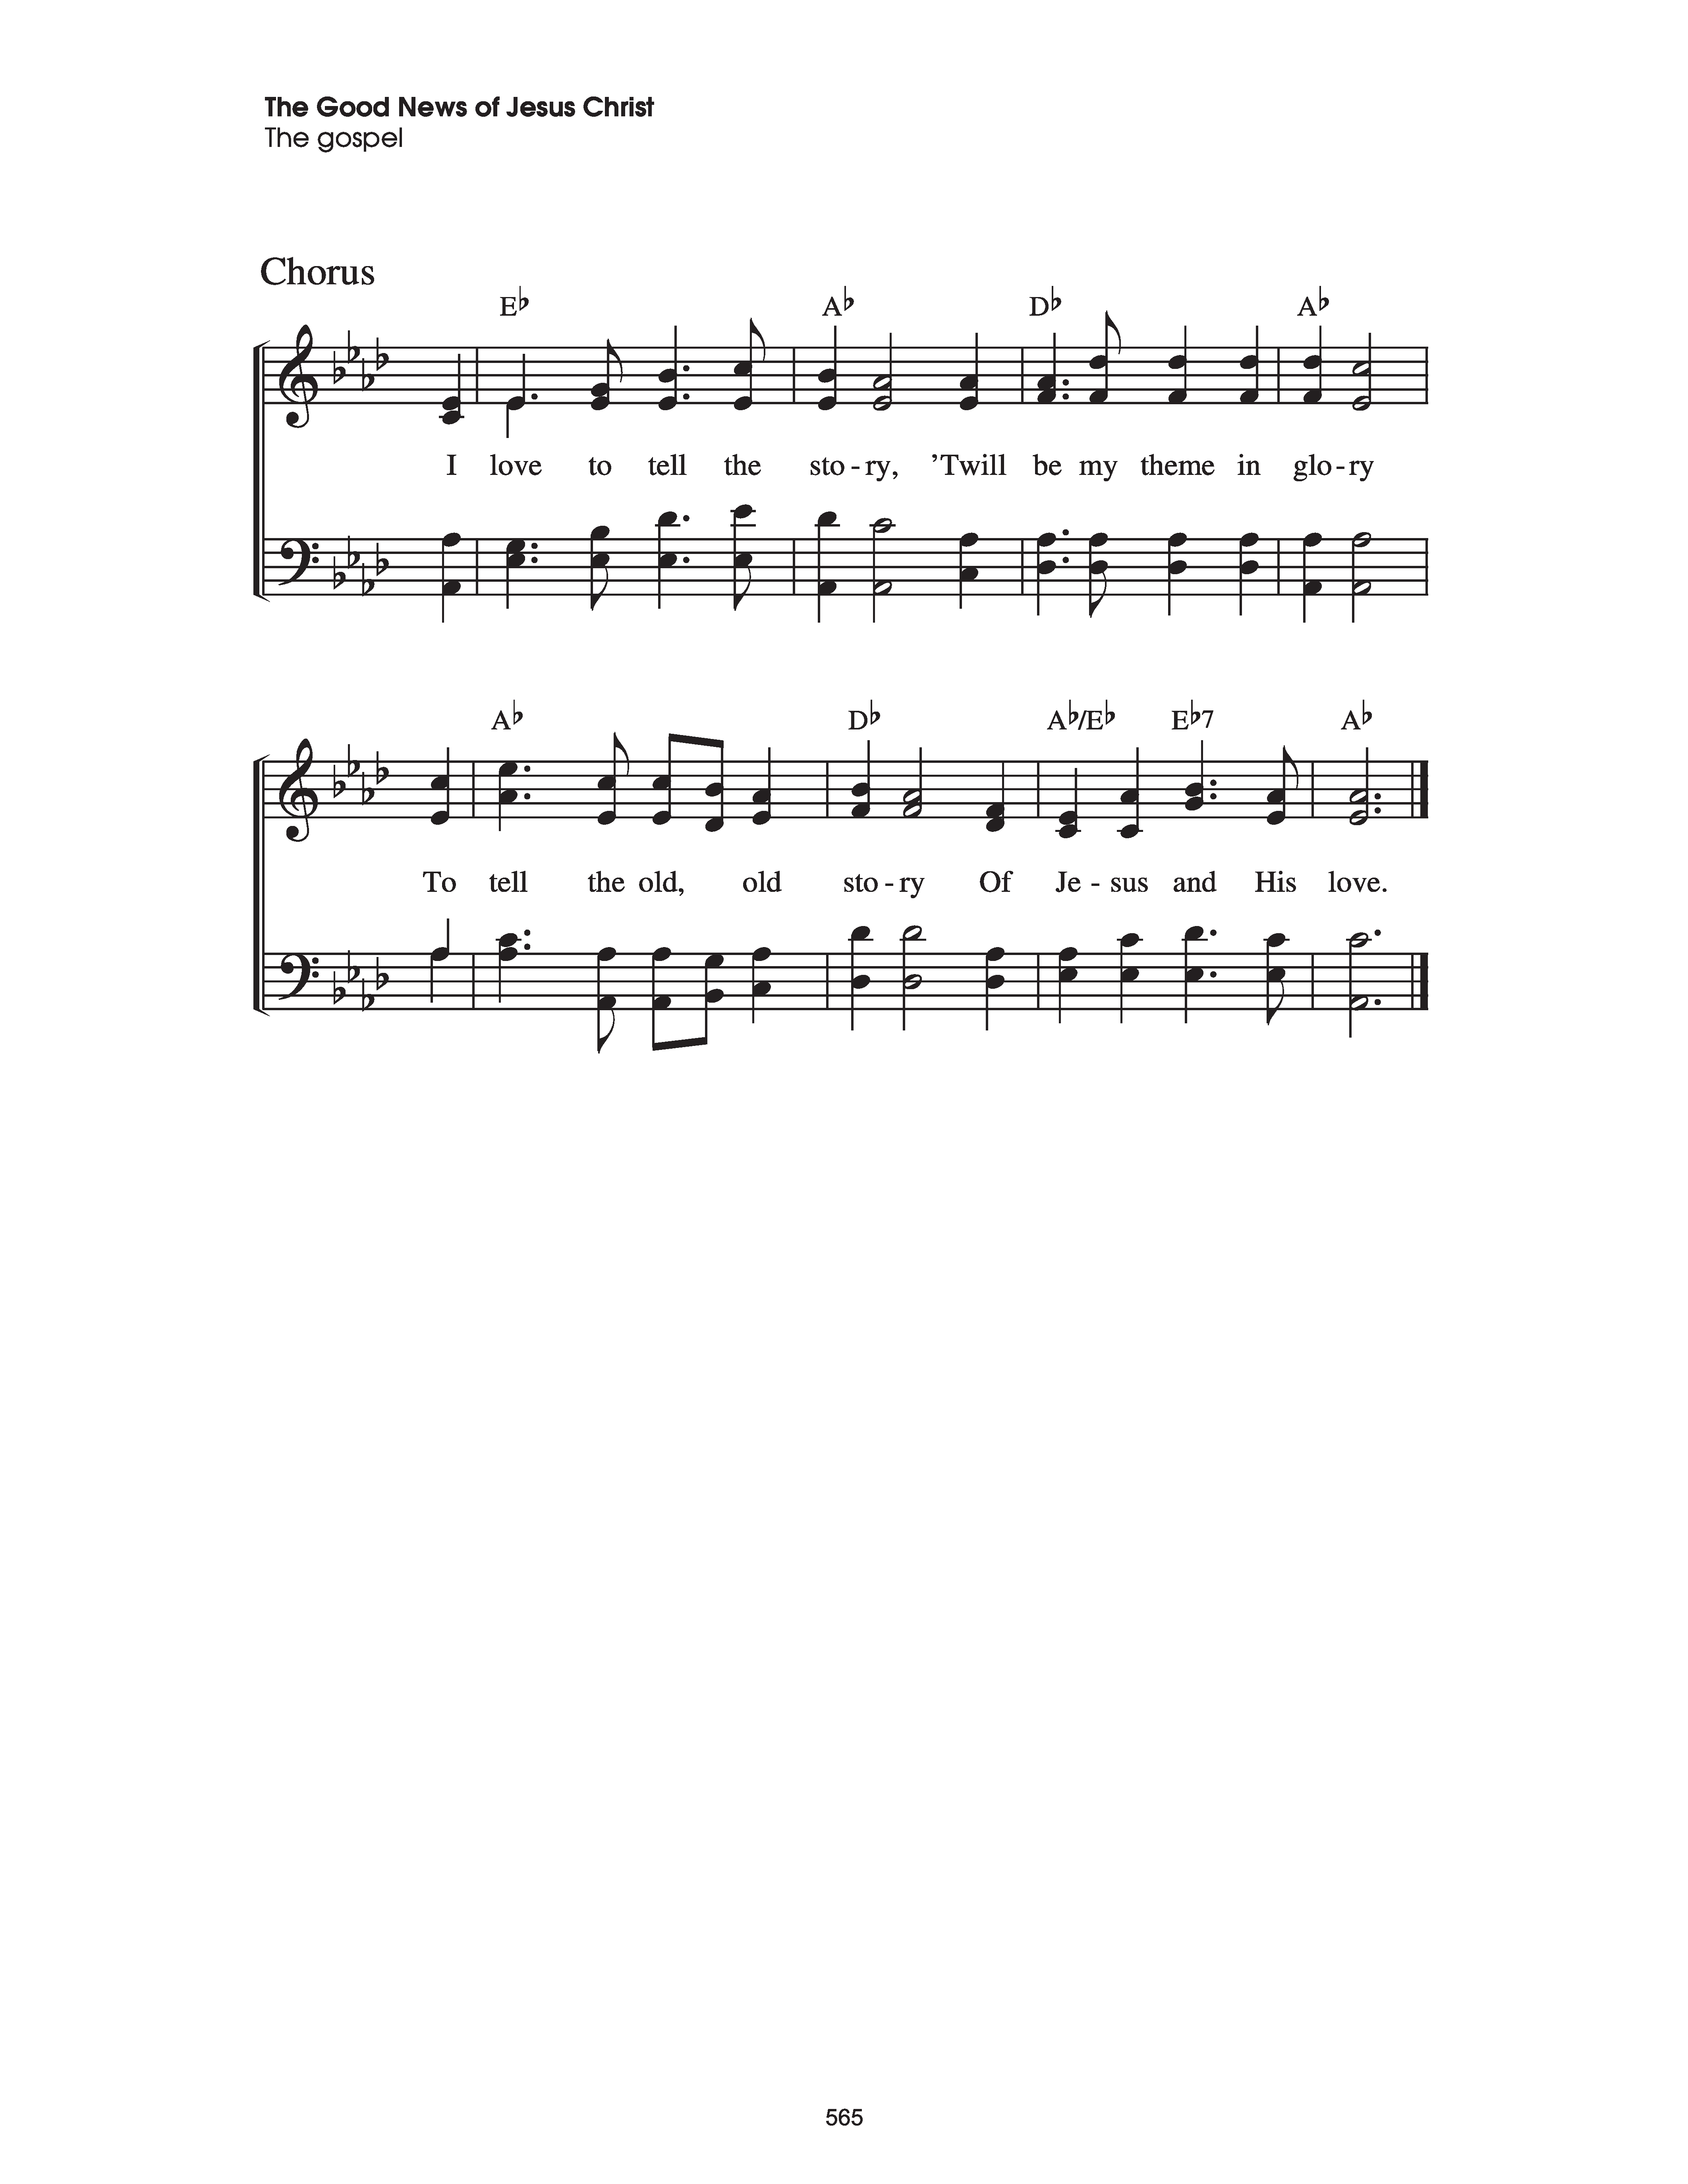 The Good News of Jesus Christ
The gospel
Chorus
E♭ A♭ D♭ A♭
I love to tell the sto - ry, ’Twill be my theme in glo - ry
A♭ D♭ A♭/E♭ E♭7 A♭
To tell the old, old sto - ry Of Je - sus and His love.
565